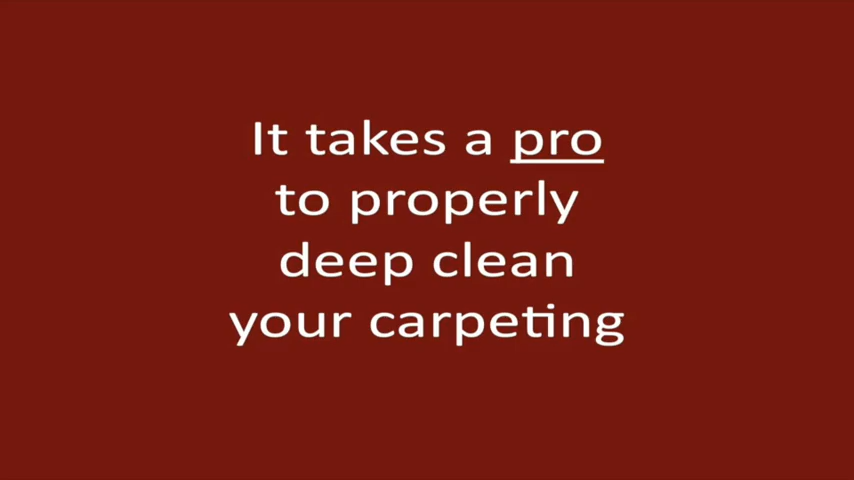 It takes a pro
to properly
deep clean
your carpeting